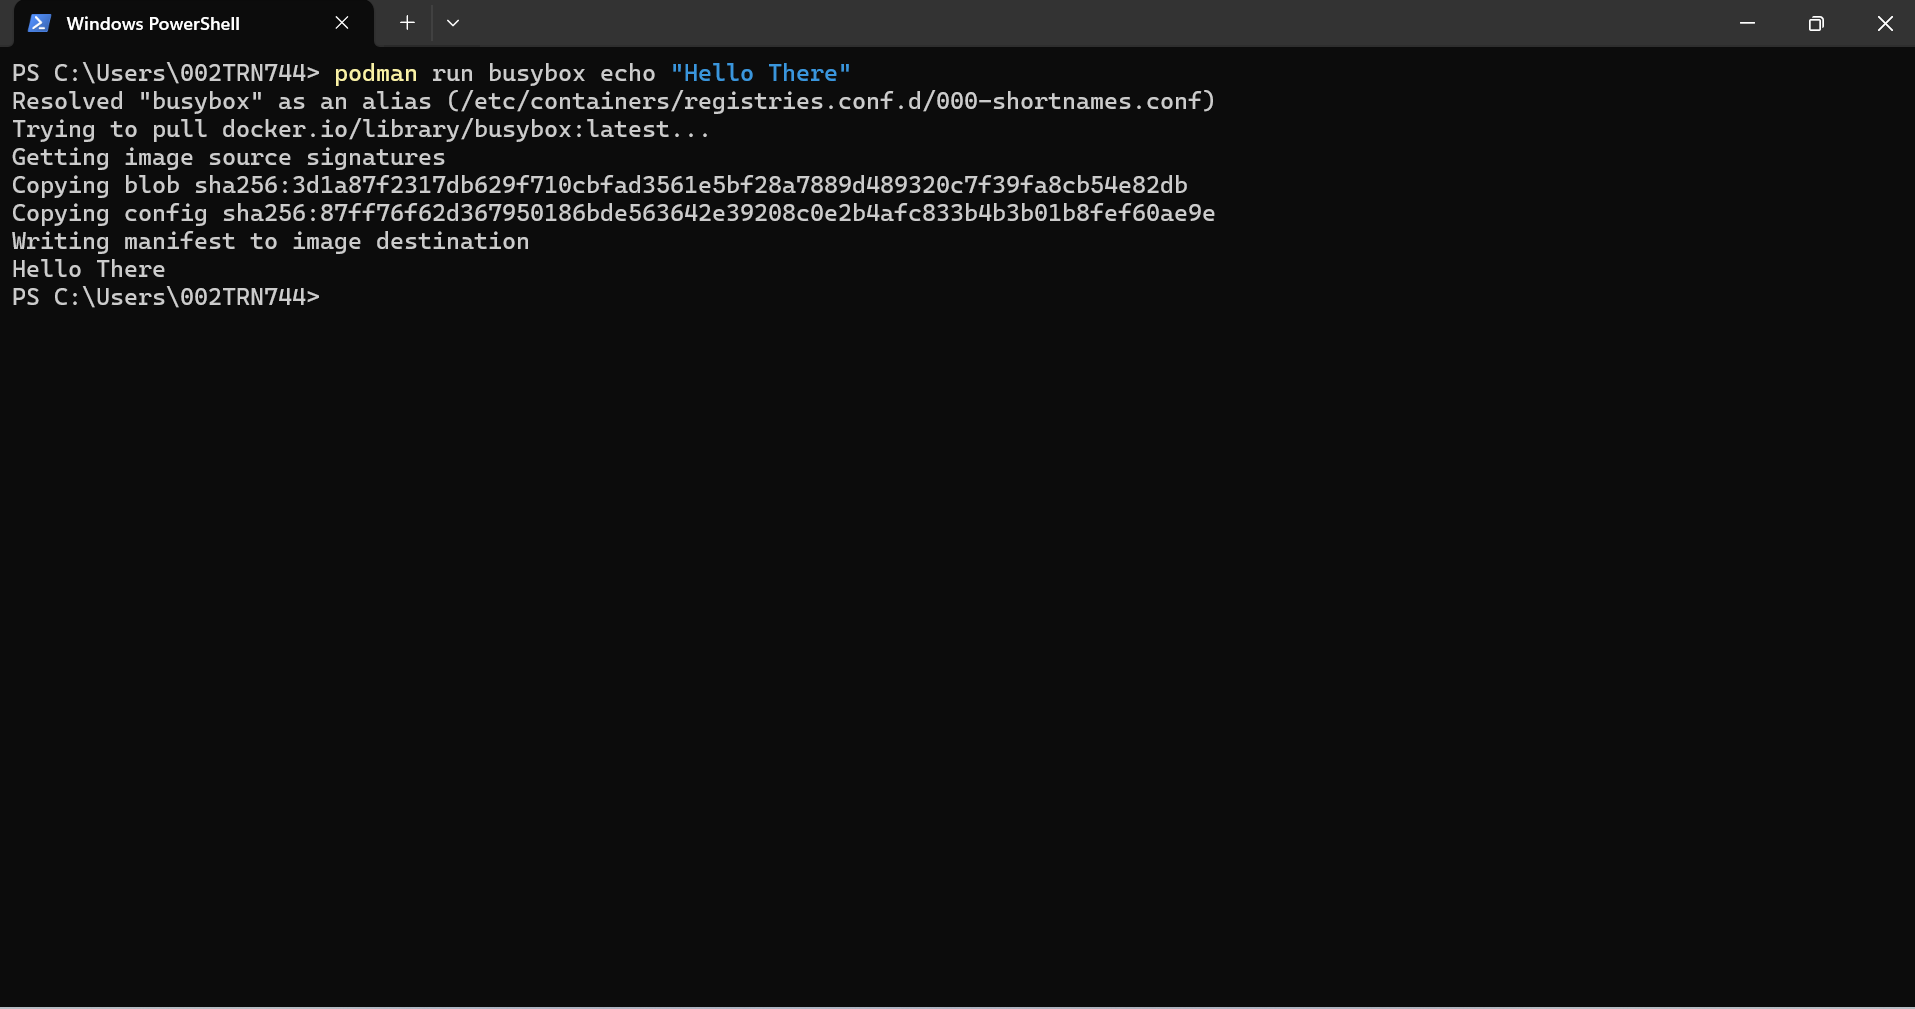 Windows PowerShell
PS C:\Users\002TRN744> podman run busybox echo "Hello There"
Resolved "busybox" as an alias (/etc/containers/registries.conf.d/000-shortnames.conf)
Trying to pull docker.io/library/busybox:latest...
Getting image source signatures
Copying blob sha256:3d1a87f2317db629f710cbfad3561e5bf28a7889d489320c7f39fa8cb54e82db
Copying config sha256:87ff76f62d367950186bde563642e39208c0e2b4afc833b4b3b01b8fef60ae9e
Writing manifest to image destination
Hello There
PS C:\Users\002TRN744>